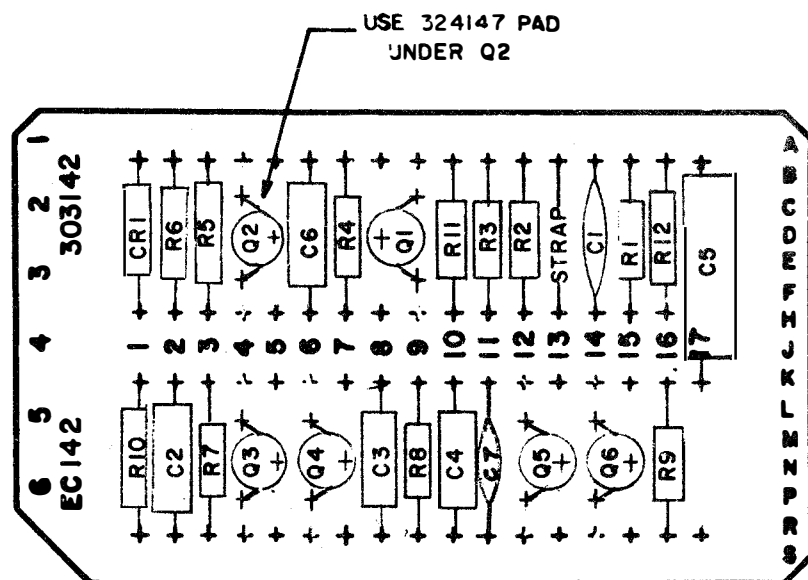 USE 324147 PAD
UNDER Q2
1 2 3 4 5 6
303142
EC142
A
B
C
D
E
F
H
J
K
L
M
N
P
R
S
CR1 R6 R5 Q2 C6 R4 Q1 R11 R3 R2 STRAP C1 R1 R12 C5
1 2 3 4 5 6 7 8 9 10 11 12 13 14 15 16 17
R10 C2 R7 Q3 Q4 C3 R8 C4 C7 Q5 Q6 R9